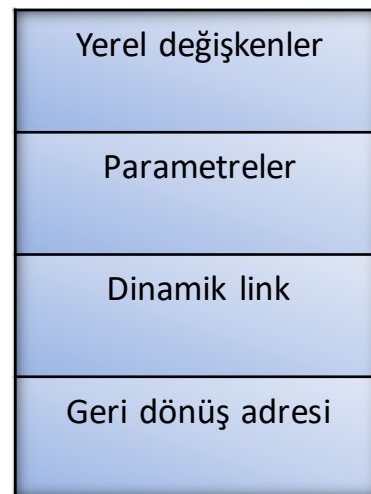 Yerel değişkenler
Parametreler
Dinamik link
Geri dönüş adresi